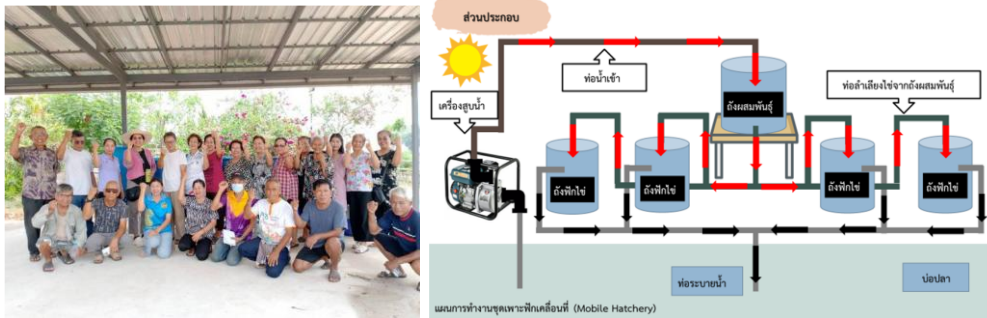 ส่วนประกอบ
ท่อน้ำเข้า
ท่อลำเลียงไข่จากถังผสมพันธุ์
เครื่องสูบน้ำ
ถังผสมพันธุ์
ถังฟักไข่
ถังฟักไข่
ถังฟักไข่
ถังฟักไข่
ท่อระบายน้ำ
บ่อปลา
แผนการทำงานชุดเพาะฟักเคลื่อนที่ (Mobile Hatchery)